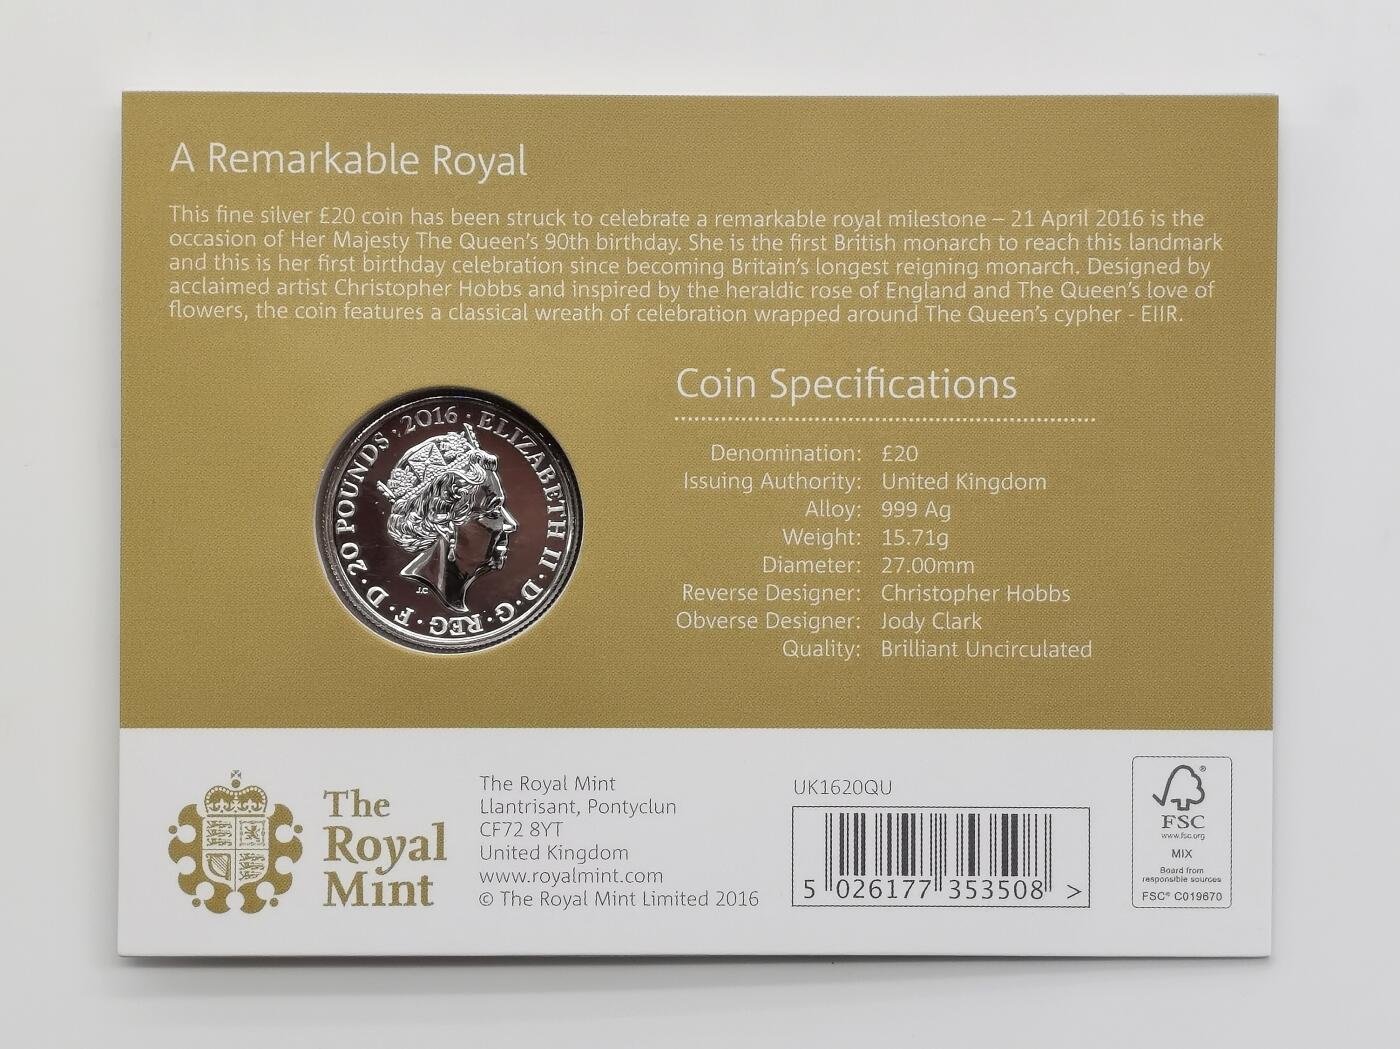 A Remarkable Royal
This fine silver £20 coin has been struck to celebrate a remarkable royal milestone – 21 April 2016 is the
occasion of Her Majesty The Queen's 90th birthday. She is the first British monarch to reach this landmark
and this is her first birthday celebration since becoming Britain's longest reigning monarch. Designed by
acclaimed artist Christopher Hobbs and inspired by the heraldic rose of England and The Queen's love of
flowers, the coin features a classical wreath of celebration wrapped around The Queen's cypher - EIIR.
ELIZABETH II · D · G · REG · F · D · 20 POUNDS · 2016 ·
J.C
Coin Specifications
Denomination: £20
Issuing Authority: United Kingdom
Alloy: 999 Ag
Weight: 15.71g
Diameter: 27.00mm
Reverse Designer: Christopher Hobbs
Obverse Designer: Jody Clark
Quality: Brilliant Uncirculated
The
Royal
Mint
The Royal Mint
Llantrisant, Pontyclun
CF72 8YT
United Kingdom
www.royalmint.com
© The Royal Mint Limited 2016
UK1620QU
5 026177 353508 >
®
FSC
www.fsc.org
MIX
Board from
responsible sources
FSC® C019670